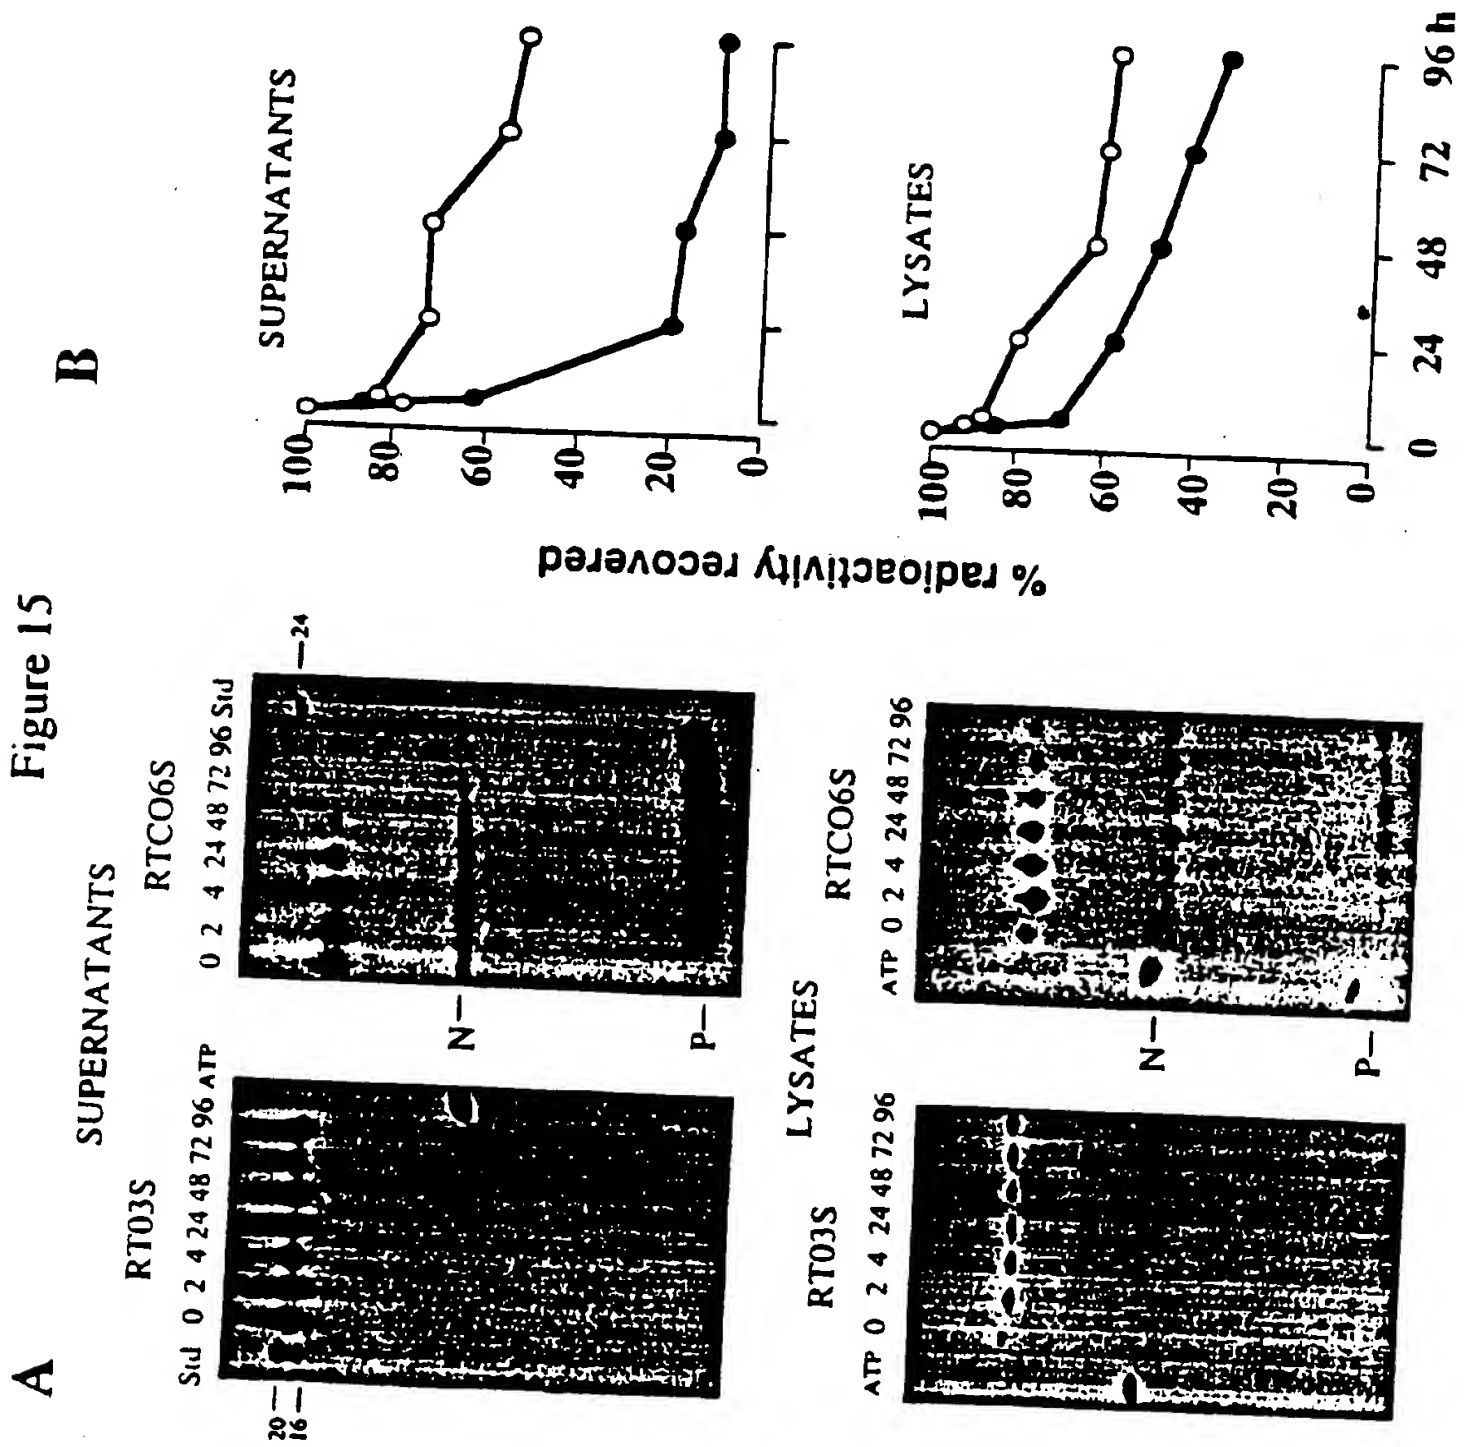 Figure 15
A
SUPERNATANTS
RT03S
Std 0 2 4 24 48 72 96 ATP
20
16
RTCO6S
0 2 4 24 48 72 96 Std
24
N
P
LYSATES
RT03S
ATP 0 2 4 24 48 72 96
RTCO6S
ATP 0 2 4 24 48 72 96
N
P
B
% radioactivity recovered
SUPERNATANTS
100
80
60
40
20
0
LYSATES
100
80
60
40
20
0
0 24 48 72 96 h